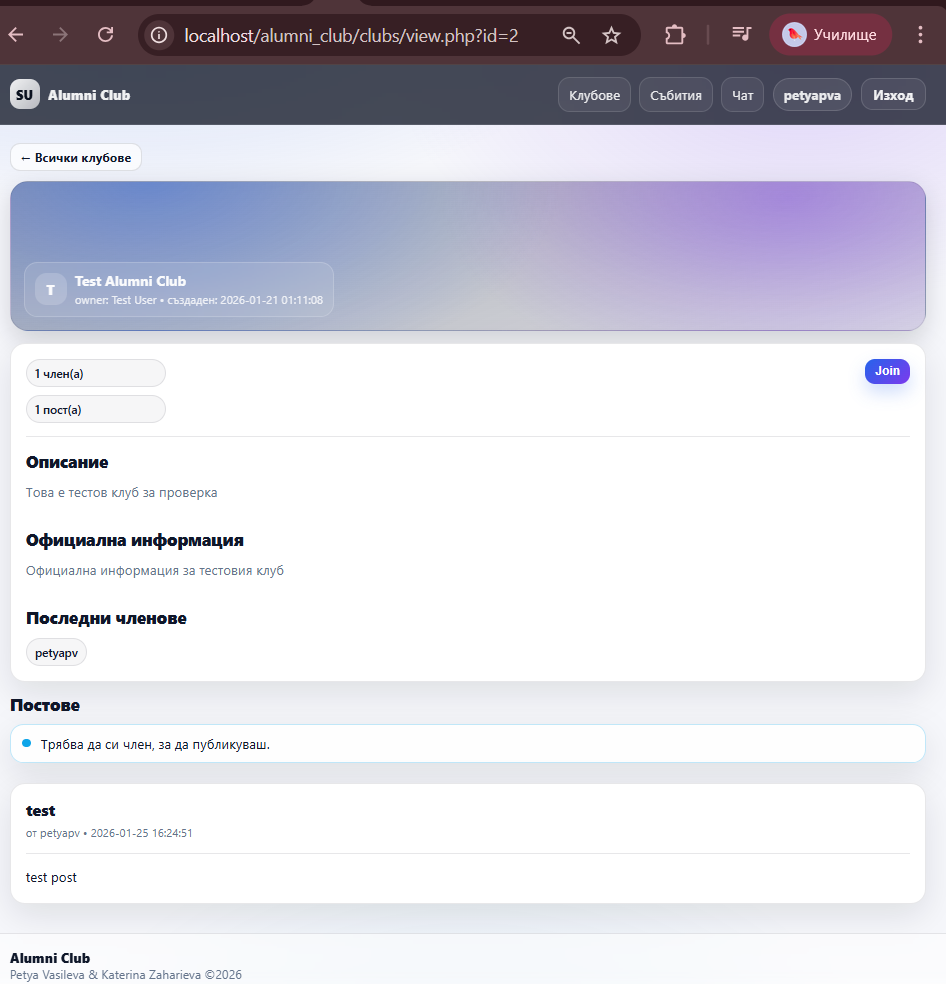 localhost/alumni_club/clubs/view.php?id=2
Училище
SU Alumni Club Клубове Събития Чат petyapva Изход
← Всички клубове
T
Test Alumni Club
owner: Test User • създаден: 2026-01-21 01:11:08
1 член(а)
Join
1 пост(а)
Описание
Това е тестов клуб за проверка
Официална информация
Официална информация за тестовия клуб
Последни членове
petyapv
Постове
Трябва да си член, за да публикуваш.
test
от petyapv • 2026-01-25 16:24:51
test post
Alumni Club
Petya Vasileva & Katerina Zaharieva ©2026